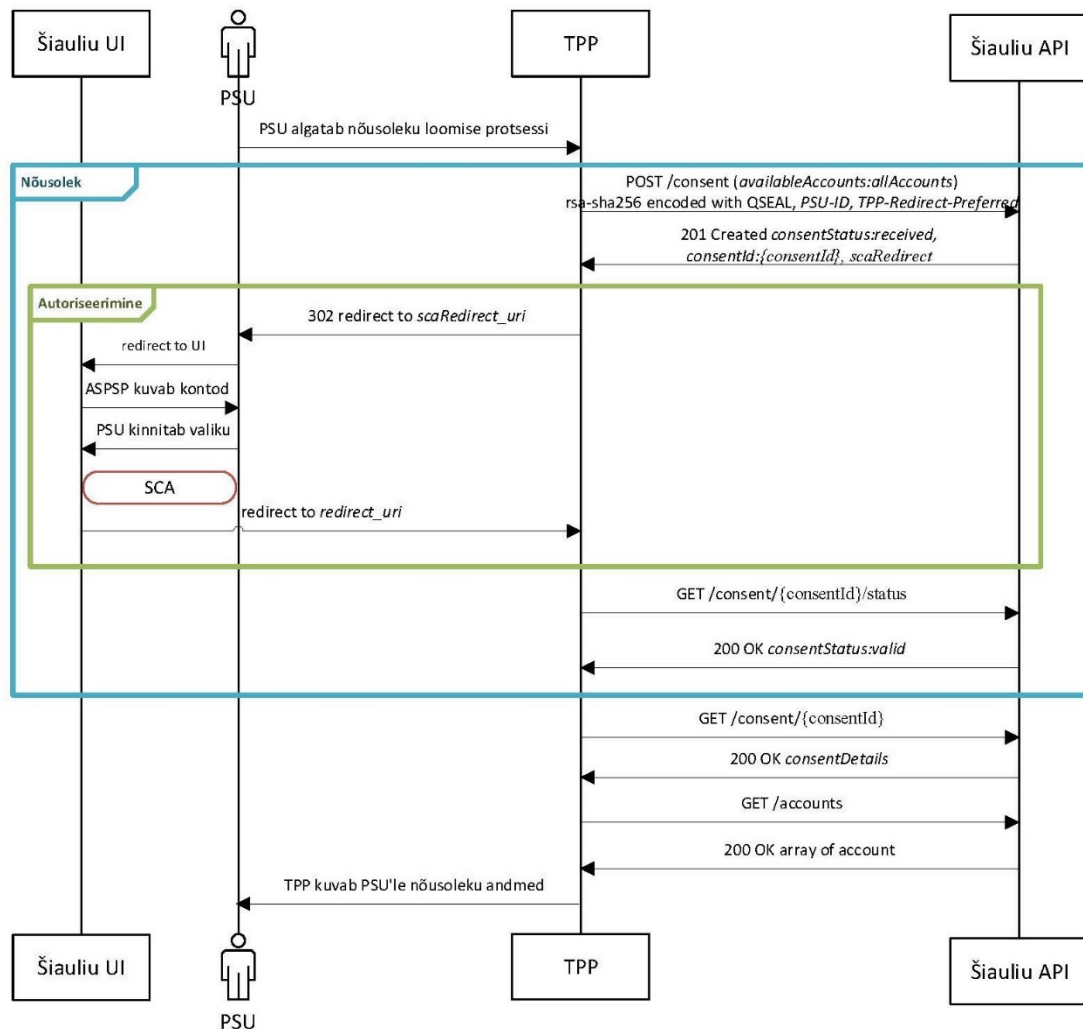 Šiauliu UI
PSU
TPP
Šiauliu API
PSU algatab nõusoleku loomise protsessi
Nõusolek
POST /consent (availableAccounts:allAccounts)
rsa-sha256 encoded with QSEAL, PSU-ID, TPP-Redirect-Preferred
201 Created consentStatus:received,
consentId:{consentId}, scaRedirect
Autoriseerimine
302 redirect to scaRedirect_uri
redirect to UI
ASPSP kuvab kontod
PSU kinnitab valiku
SCA
redirect to redirect_uri
GET /consent/{consentId}/status
200 OK consentStatus:valid
GET /consent/{consentId}
200 OK consentDetails
GET /accounts
200 OK array of account
TPP kuvab PSU'le nõusoleku andmed
Šiauliu UI
PSU
TPP
Šiauliu API